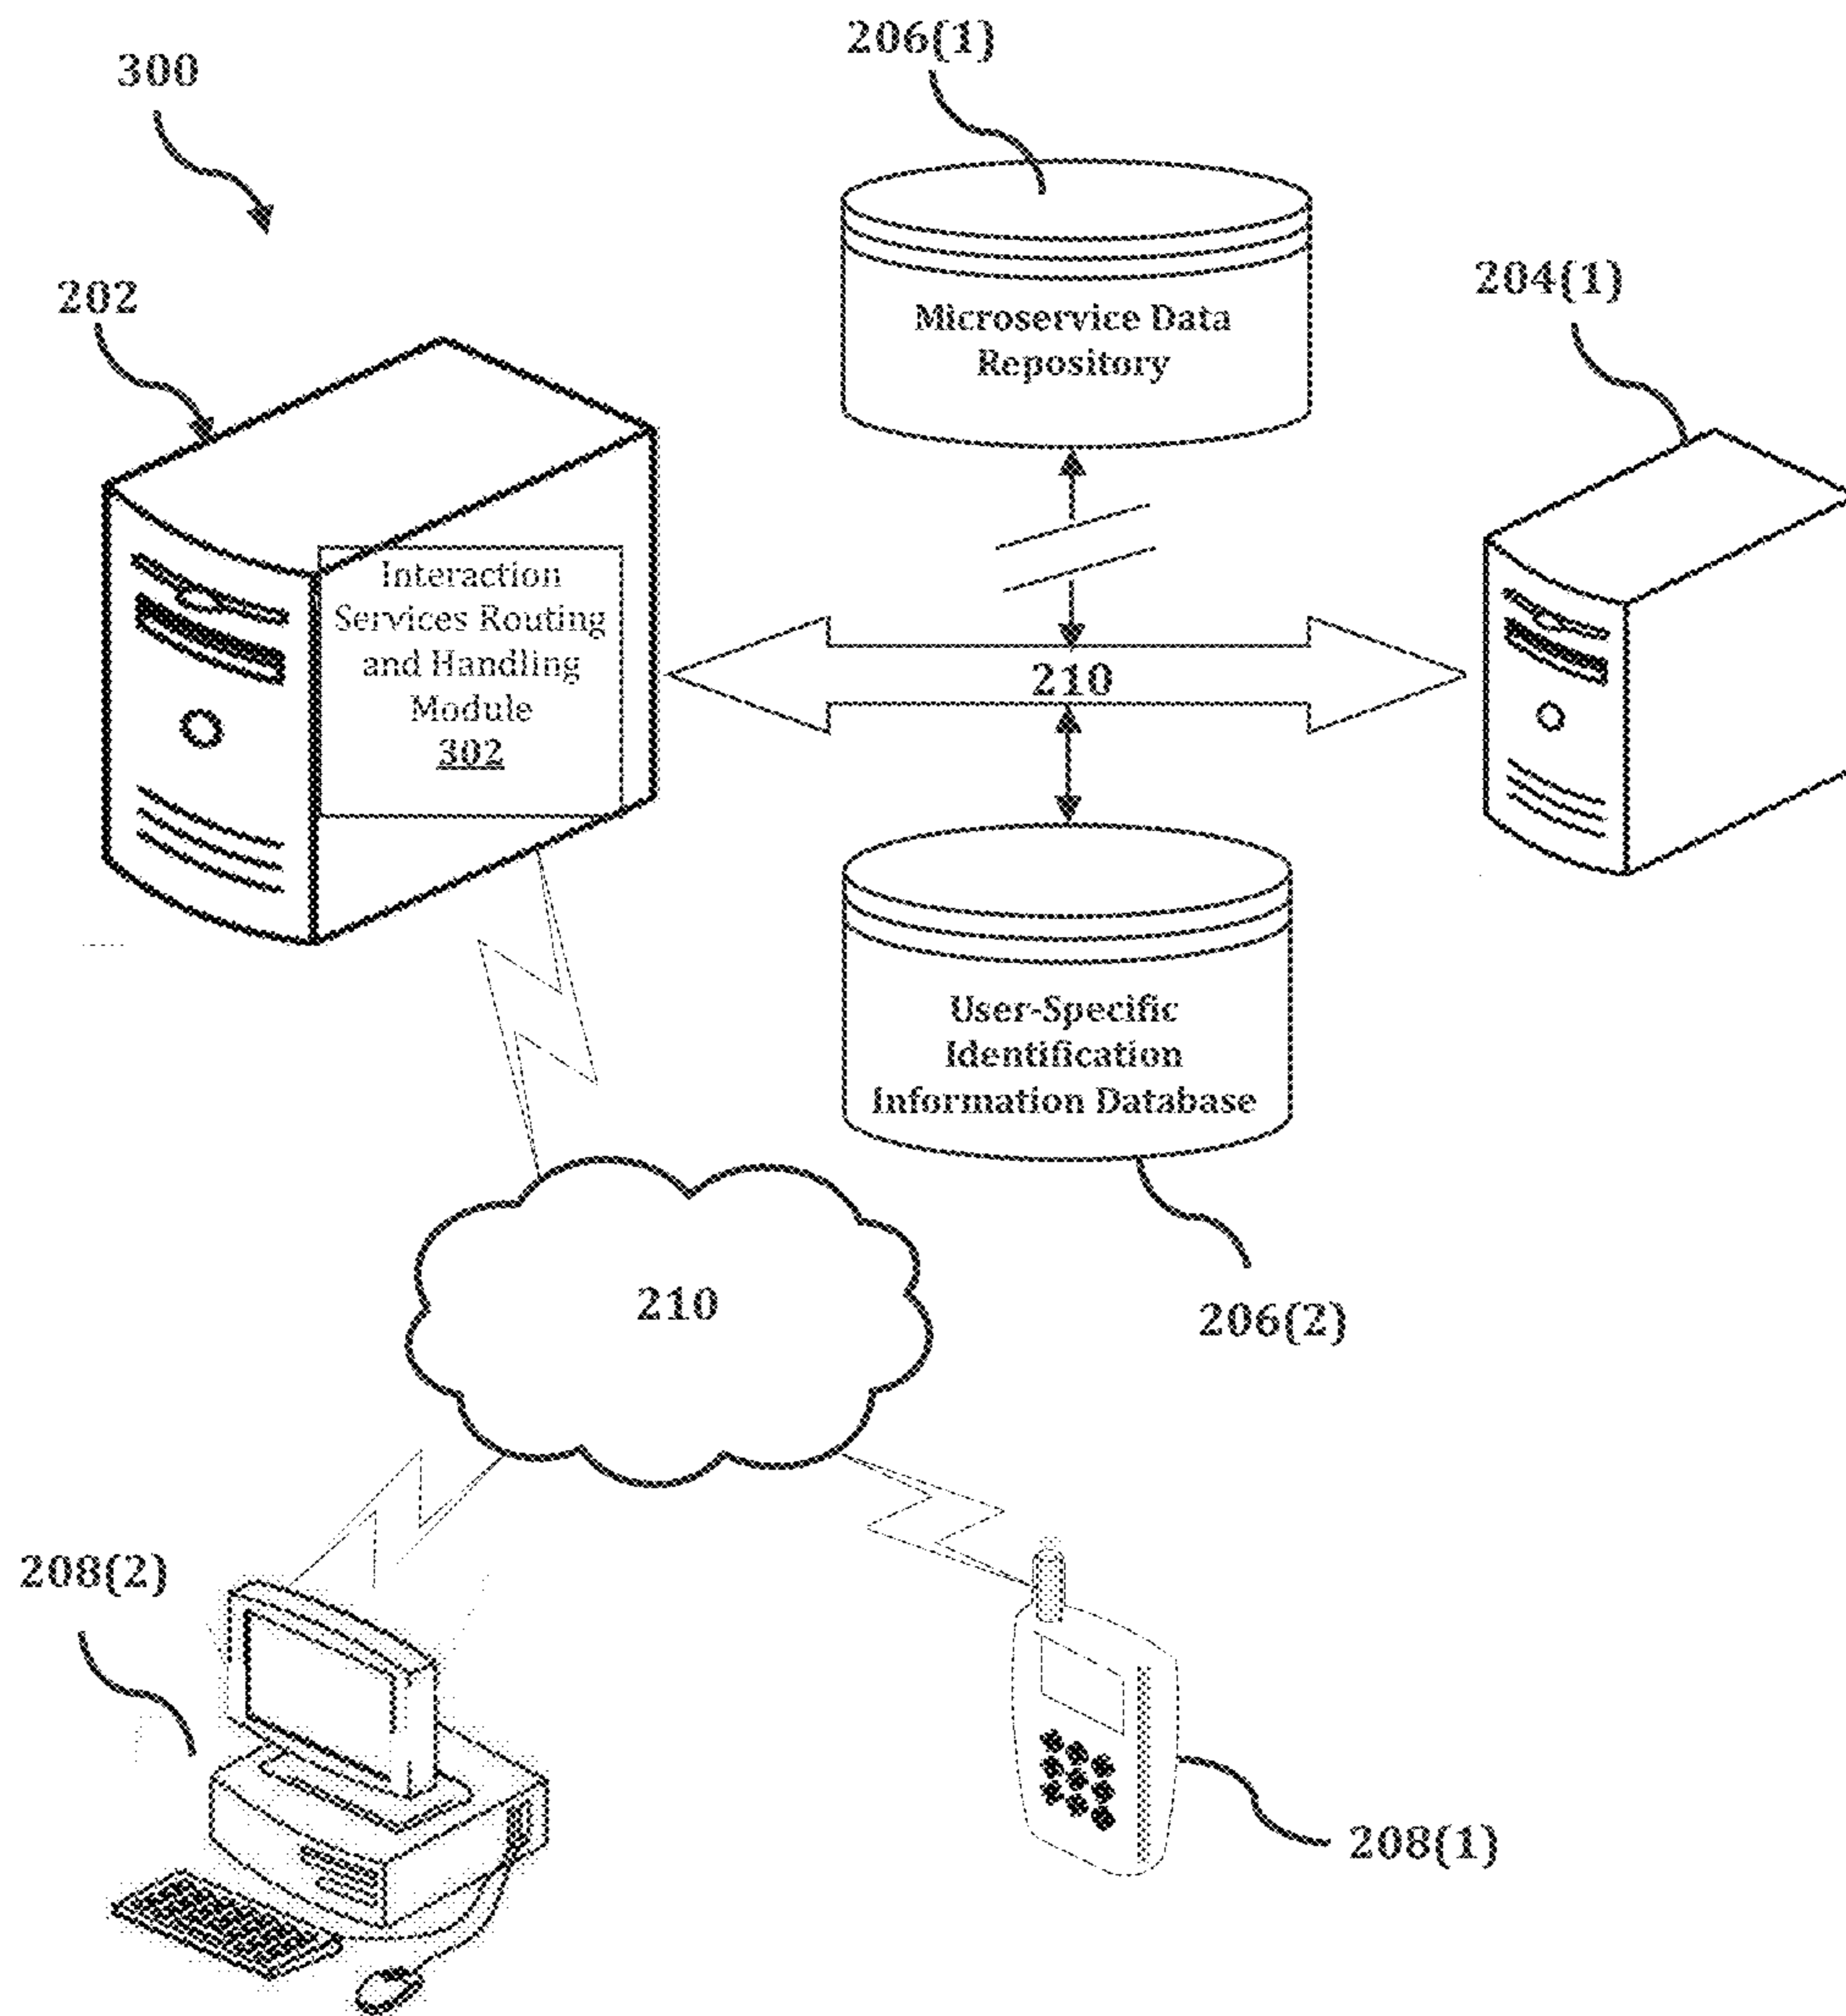 206(1)
300
204(1)
202
Microservice Data
Repository
Interaction
Services Routing
and Handling
Module
302
210
User-Specific
Identification
Information Database
210
206(2)
208(2)
208(1)